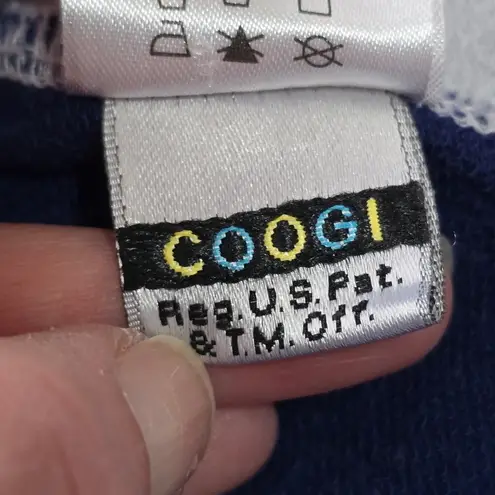 COOGI
Reg.U.S.Pat.
& T.M. Off.